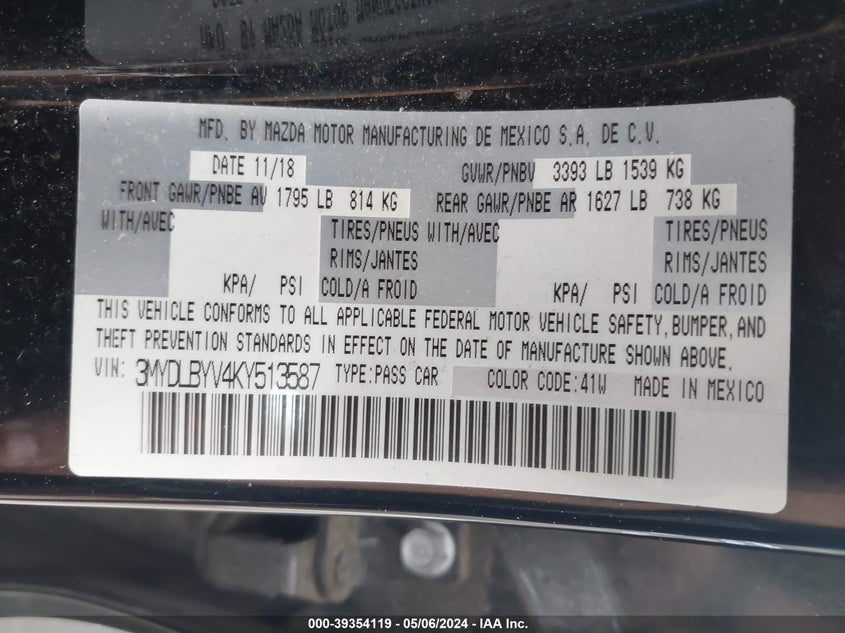 MFD. BY MAZDA MOTOR MANUFACTURING DE MEXICO S.A. DE C.V.
DATE 11/18 GVWR/PNBV 3393 LB 1539 KG
FRONT GAWR/PNBE AV 1795 LB 814 KG REAR GAWR/PNBE AR 1627 LB 738 KG
WITH/AVEC TIRES/PNEUS WITH/AVEC TIRES/PNEUS
RIMS/JANTES RIMS/JANTES
KPA/ PSI COLD/A FROID KPA/ PSI COLD/A FROID
THIS VEHICLE CONFORMS TO ALL APPLICABLE FEDERAL MOTOR VEHICLE SAFETY, BUMPER, AND
THEFT PREVENTION STANDARDS IN EFFECT ON THE DATE OF MANUFACTURE SHOWN ABOVE.
VIN: 3MYDLBYV4KY513587 TYPE:PASS CAR COLOR CODE:41W MADE IN MEXICO
000-39354119 - 05/06/2024 - IAA Inc.